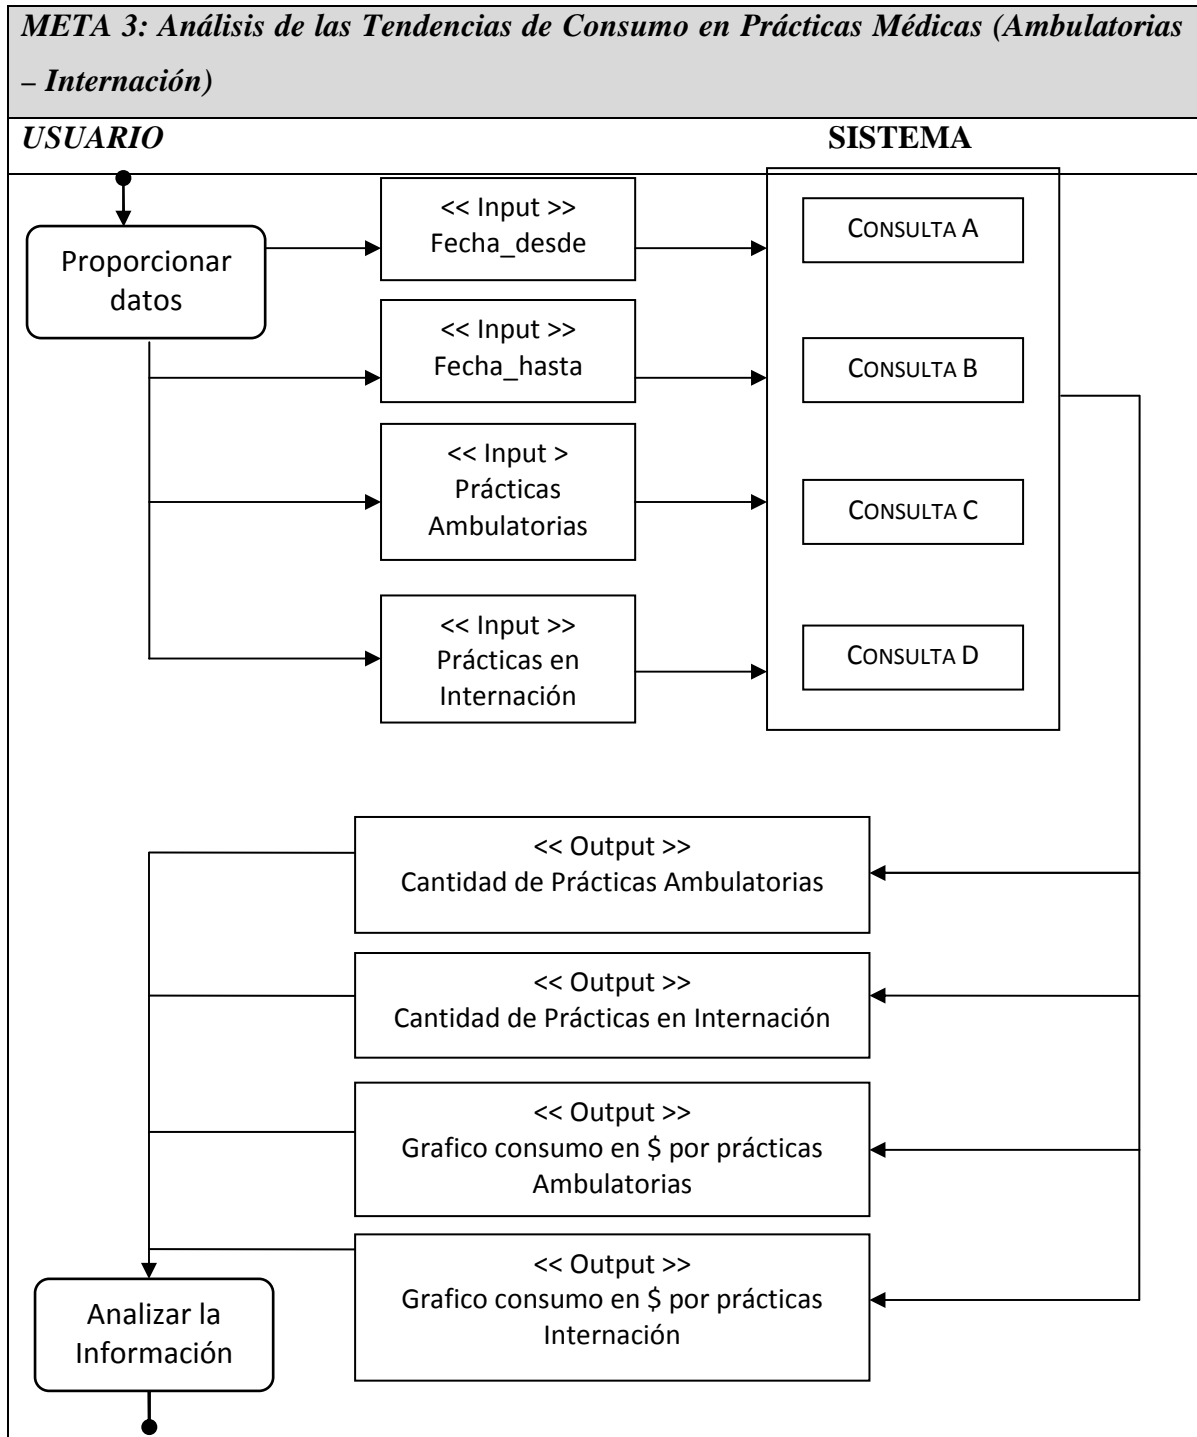 META 3: Análisis de las Tendencias de Consumo en Prácticas Médicas (Ambulatorias
– Internación)
USUARIO
SISTEMA
Proporcionar
datos
<< Input >>
Fecha_desde
CONSULTA A
<< Input >>
Fecha_hasta
CONSULTA B
<< Input >
Prácticas
Ambulatorias
CONSULTA C
<< Input >>
Prácticas en
Internación
CONSULTA D
<< Output >>
Cantidad de Prácticas Ambulatorias
<< Output >>
Cantidad de Prácticas en Internación
<< Output >>
Grafico consumo en $ por prácticas
Ambulatorias
<< Output >>
Grafico consumo en $ por prácticas
Internación
Analizar la
Información